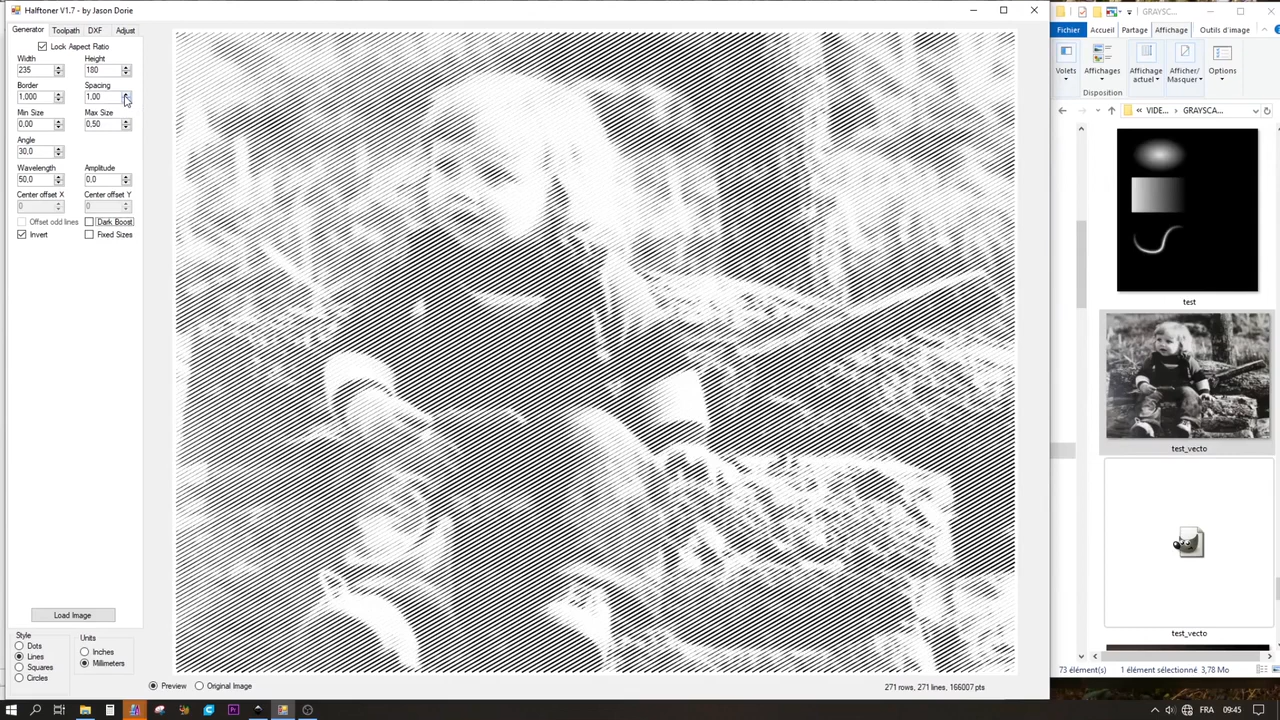 Halftoner V1.7 - by Jason Dorie
GRAYSC...
Generator Toolpath DXF Adjust
Fichier Accueil Partage Affichage Outils d'image
Lock Aspect Ratio
Width Height
235 180
Border Spacing
1,000 1,00
Min Size Max Size
0,00 0,50
Angle
30,0
Wavelength Amplitude
50,0 0,0
Center offset X Center offset Y
0 0
Offset odd lines Dark Boost
Invert Fixed Sizes
Load Image
Style Units
Dots
Lines
Squares
Circles
Inches
Millimeters
Preview Original Image
271 rows, 271 lines, 166007 pts
Volets Affichages Affichage actuel Afficher/ Masquer Options
Disposition
« VIDE... › GRAYSCA...
test
test_vecto
test_vecto
73 élément(s) 1 élément sélectionné 3,78 Mo
FRA 09:45